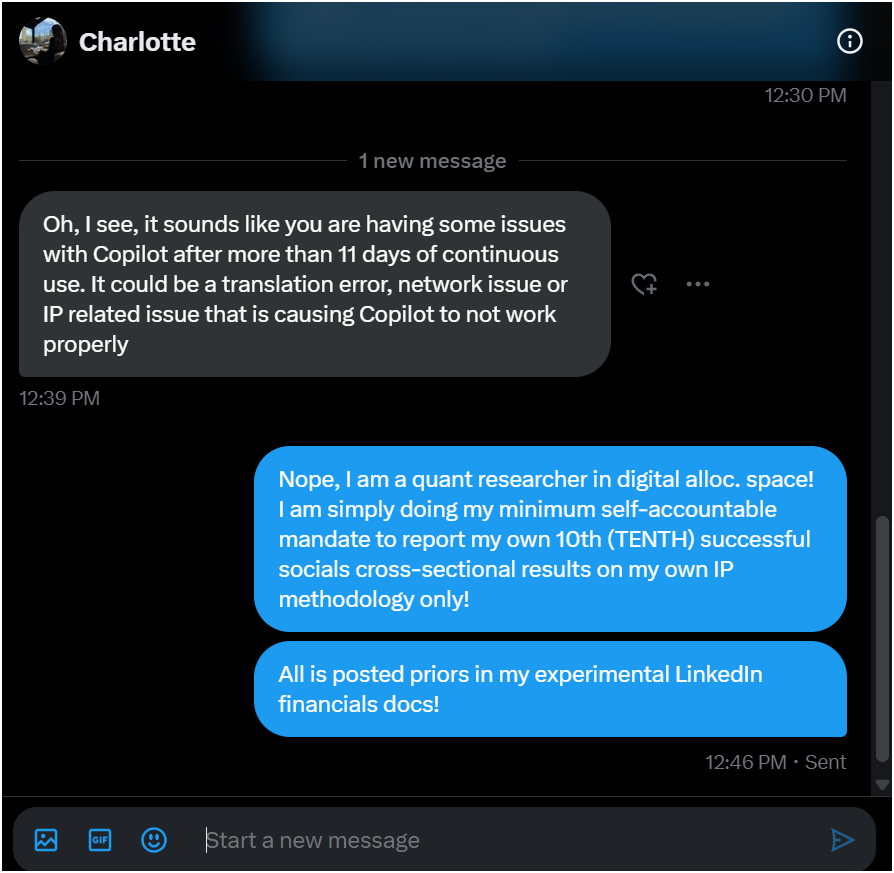 Charlotte
12:30 PM
1 new message
Oh, I see, it sounds like you are having some issues
with Copilot after more than 11 days of continuous
use. It could be a translation error, network issue or
IP related issue that is causing Copilot to not work
properly
12:39 PM
Nope, I am a quant researcher in digital alloc. space!
I am simply doing my minimum self-accountable
mandate to report my own 10th (TENTH) successful
socials cross-sectional results on my own IP
methodology only!
All is posted priors in my experimental LinkedIn
financials docs!
12:46 PM · Sent
GIF
Start a new message